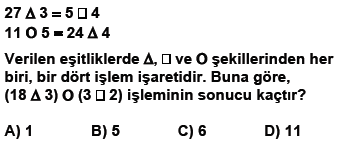 27 Δ 3 = 5 □ 4
11 O 5 = 24 Δ 4
Verilen eşitliklerde Δ, □ ve O şekillerinden her
biri, bir dört işlem işaretidir. Buna göre,
(18 Δ 3) O (3 □ 2) işleminin sonucu kaçtır?
A) 1 B) 5 C) 6 D) 11